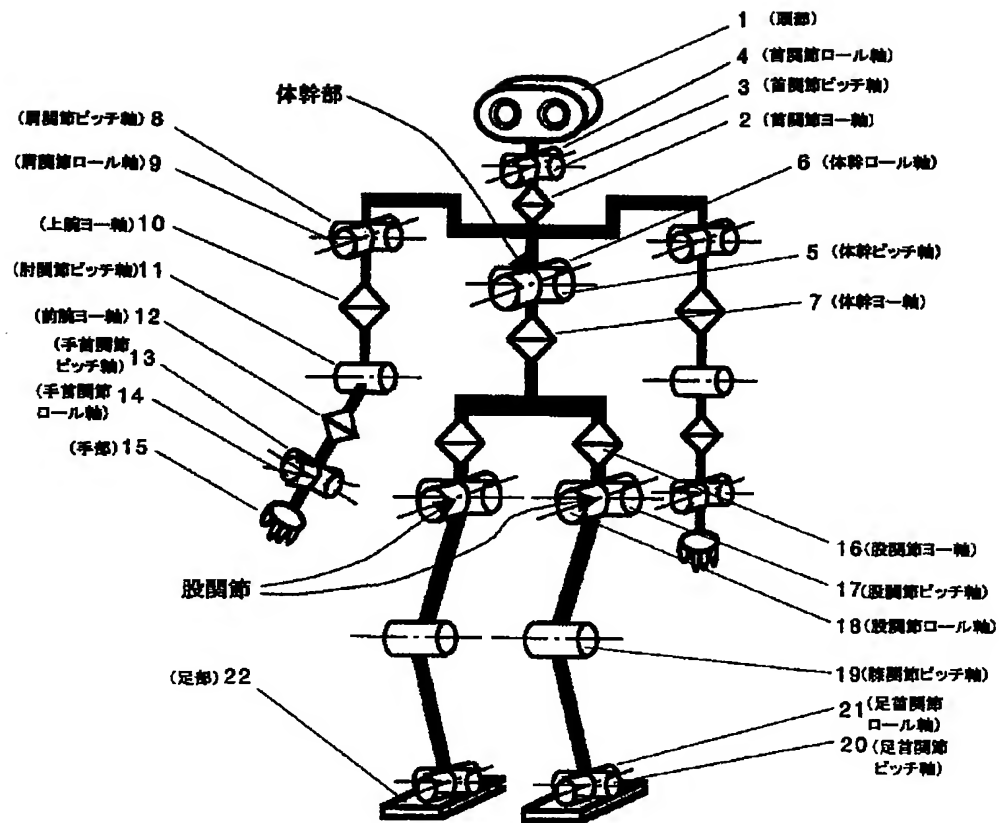 1 (頭部)
4 (首関節ロール軸)
3 (首関節ピッチ軸)
2 (首関節ヨー軸)
体幹部
6 (体幹ロール軸)
5 (体幹ピッチ軸)
7 (体幹ヨー軸)
(肩関節ピッチ軸) 8
(肩関節ロール軸) 9
(上腕ヨー軸) 10
(肘関節ピッチ軸) 11
(前腕ヨー軸) 12
(手首関節
ピッチ軸) 13
(手首関節
ロール軸) 14
(手部) 15
股関節
16 (股関節ヨー軸)
17 (股関節ピッチ軸)
18 (股関節ロール軸)
19 (膝関節ピッチ軸)
(足部) 22
21 (足首関節
ロール軸)
20 (足首関節
ピッチ軸)